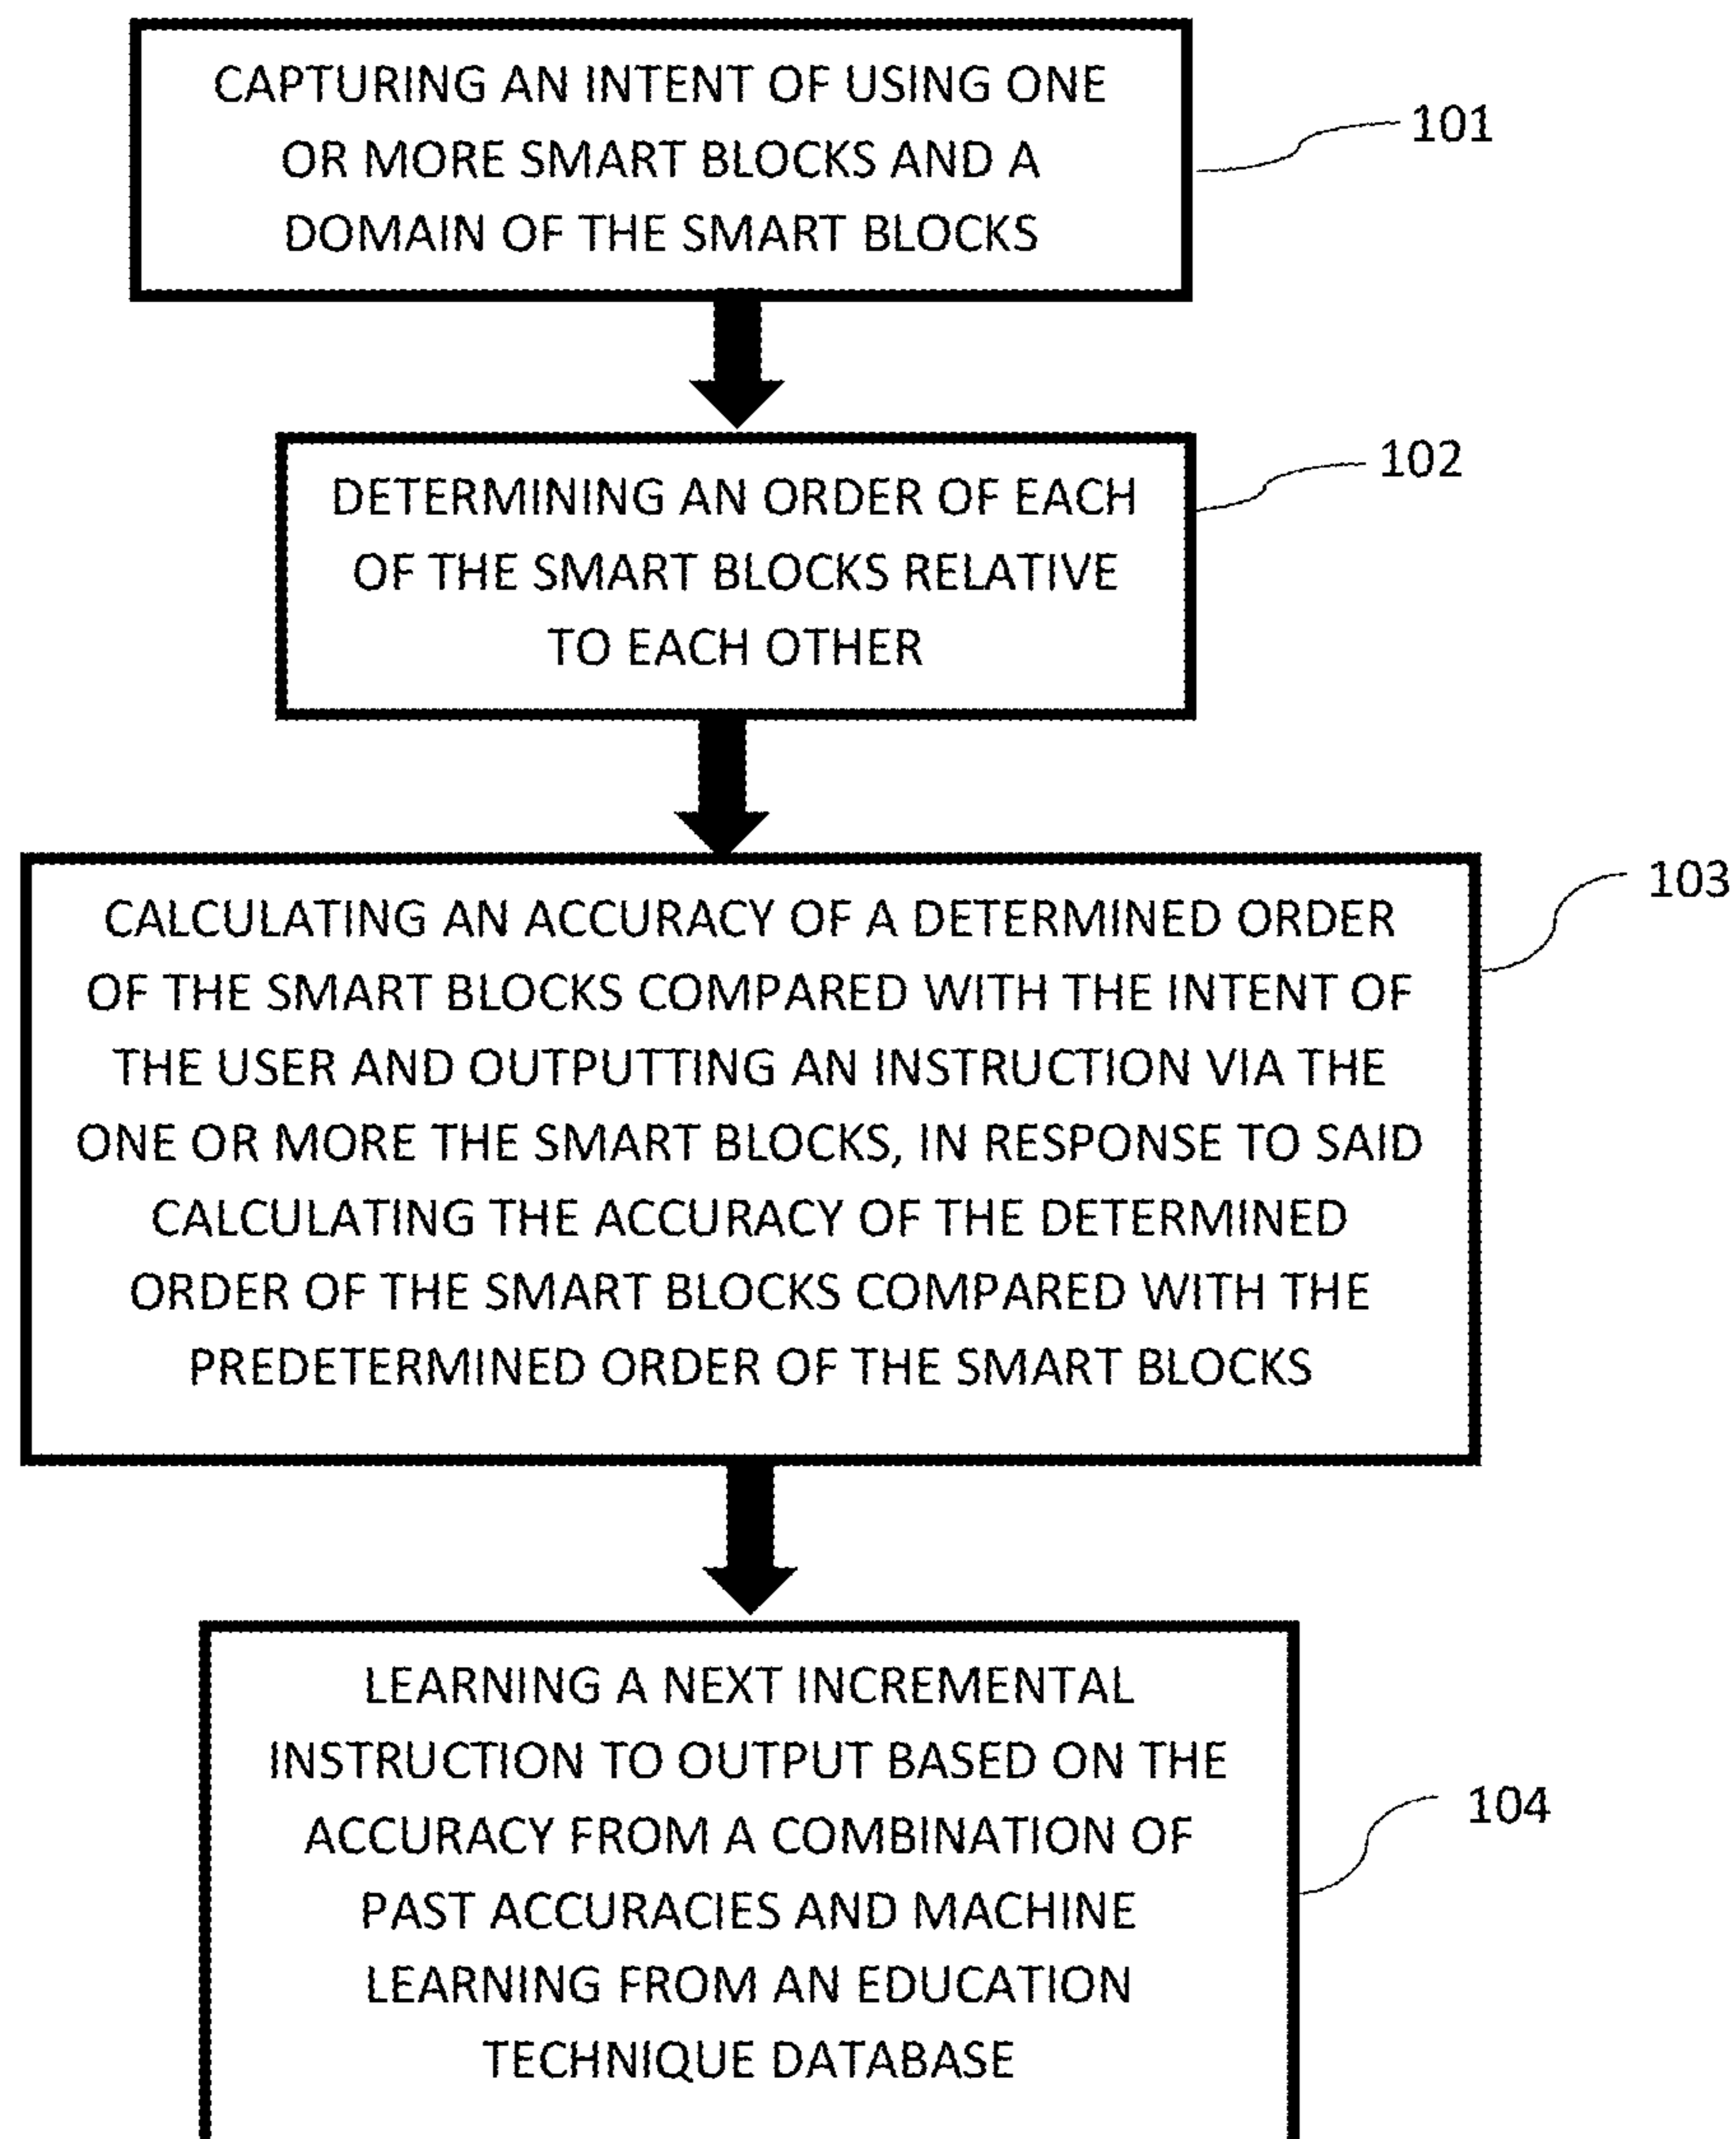 CAPTURING AN INTENT OF USING ONE
OR MORE SMART BLOCKS AND A
DOMAIN OF THE SMART BLOCKS
101
DETERMINING AN ORDER OF EACH
OF THE SMART BLOCKS RELATIVE
TO EACH OTHER
102
CALCULATING AN ACCURACY OF A DETERMINED ORDER
OF THE SMART BLOCKS COMPARED WITH THE INTENT OF
THE USER AND OUTPUTTING AN INSTRUCTION VIA THE
ONE OR MORE THE SMART BLOCKS, IN RESPONSE TO SAID
CALCULATING THE ACCURACY OF THE DETERMINED
ORDER OF THE SMART BLOCKS COMPARED WITH THE
PREDETERMINED ORDER OF THE SMART BLOCKS
103
LEARNING A NEXT INCREMENTAL
INSTRUCTION TO OUTPUT BASED ON THE
ACCURACY FROM A COMBINATION OF
PAST ACCURACIES AND MACHINE
LEARNING FROM AN EDUCATION
TECHNIQUE DATABASE
104